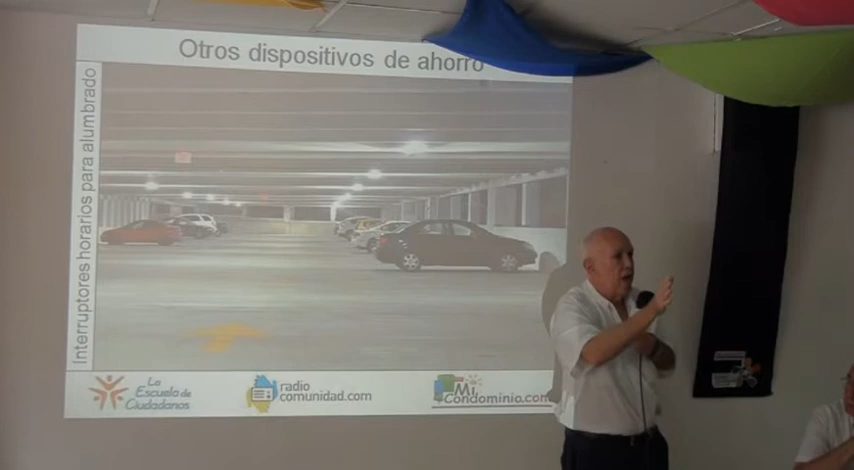 Otros dispositivos de ahorro
Interruptores horarios para alumbrado
La
Escuela de
Ciudadanos
radio
comunidad.com
Mi
Condominio.com